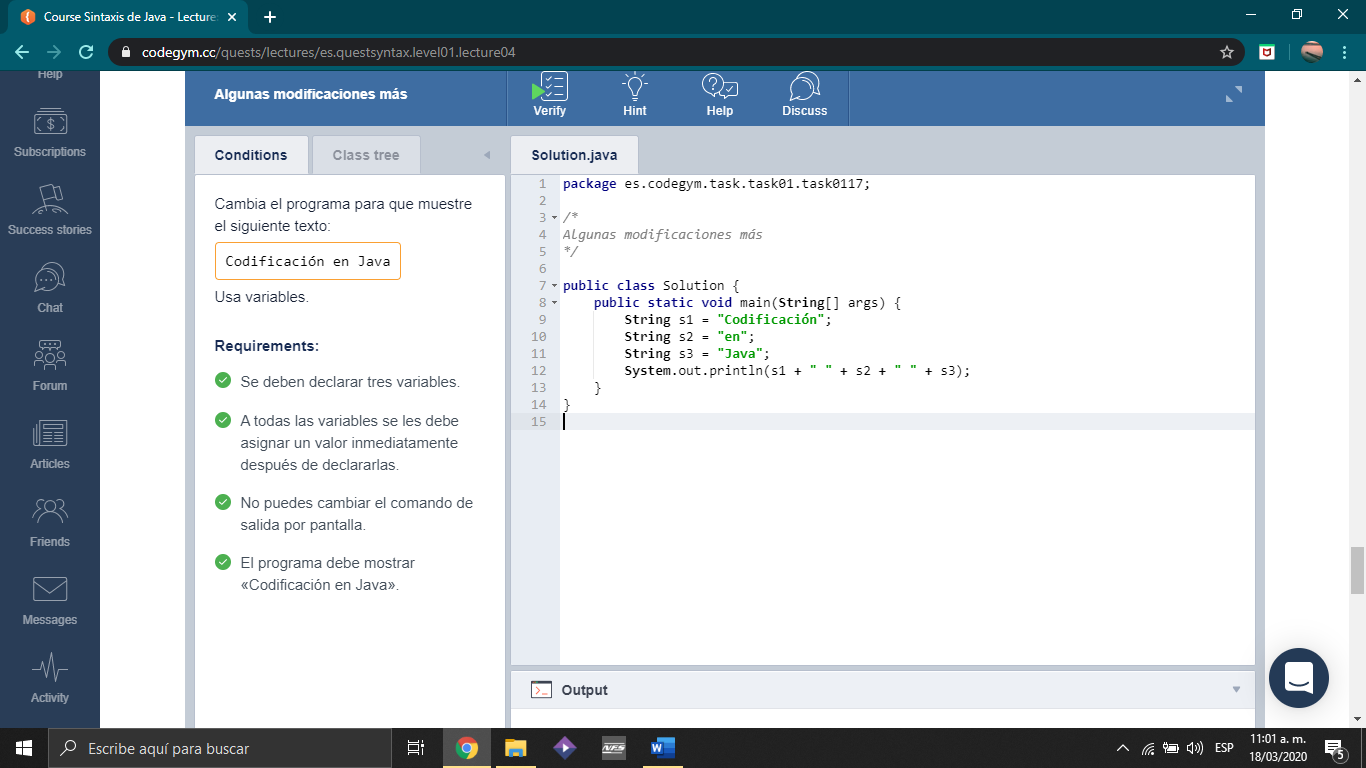 Course Sintaxis de Java - Lecture:
codegym.cc/quests/lectures/es.questsyntax.level01.lecture04
Help
Subscriptions
Success stories
Chat
Forum
Articles
Friends
Messages
Activity
Algunas modificaciones más
Verify
Hint
Help
Discuss
Conditions
Class tree
Cambia el programa para que muestre
el siguiente texto:
Codificación en Java
Usa variables.
Requirements:
Se deben declarar tres variables.
A todas las variables se les debe
asignar un valor inmediatamente
después de declararlas.
No puedes cambiar el comando de
salida por pantalla.
El programa debe mostrar
«Codificación en Java».
Solution.java
1 package es.codegym.task.task01.task0117;
2
3 /*
4 Algunas modificaciones más
5 */
6
7 public class Solution {
8 public static void main(String[] args) {
9 String s1 = "Codificación";
10 String s2 = "en";
11 String s3 = "Java";
12 System.out.println(s1 + " " + s2 + " " + s3);
13 }
14 }
15
Output
Escribe aquí para buscar
NFS
W
ESP
11:01 a. m.
18/03/2020
5